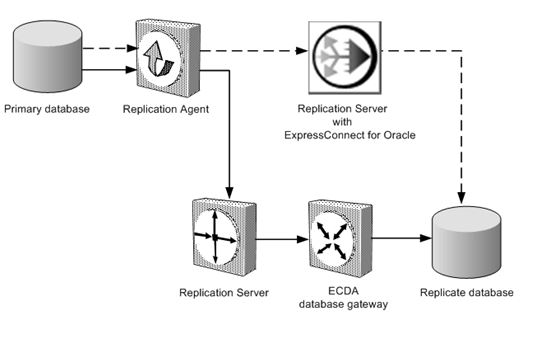 Primary database
Replication Agent
Replication Server
with
ExpressConnect for Oracle
Replication Server
ECDA
database gateway
Replicate database